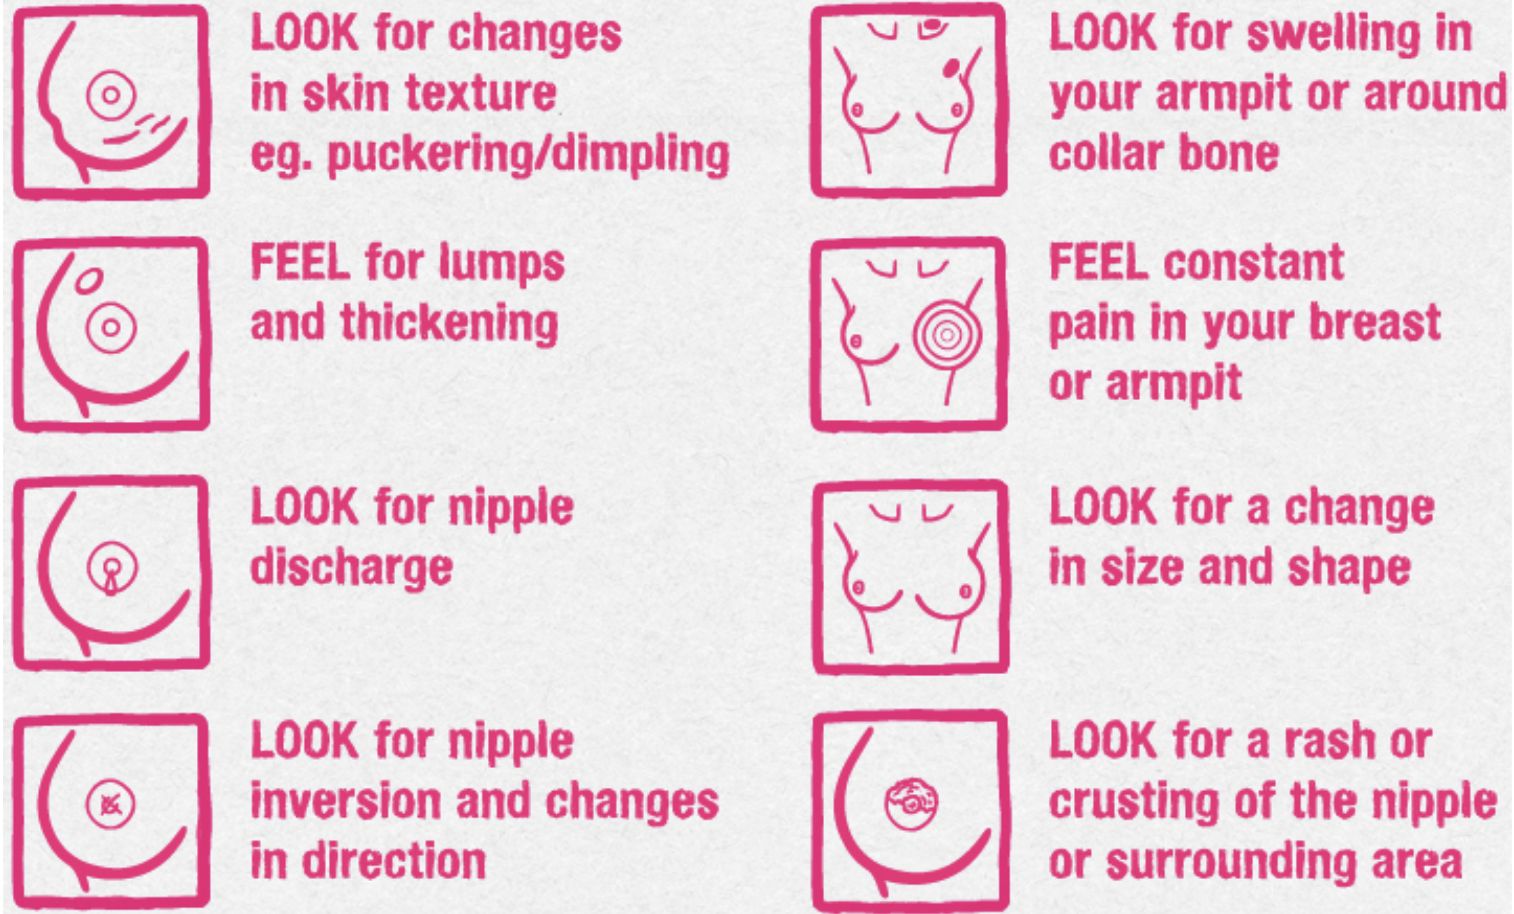 LOOK for changes
in skin texture
eg. puckering/dimpling
LOOK for swelling in
your armpit or around
collar bone
FEEL for lumps
and thickening
FEEL constant
pain in your breast
or armpit
LOOK for nipple
discharge
LOOK for a change
in size and shape
LOOK for nipple
inversion and changes
in direction
LOOK for a rash or
crusting of the nipple
or surrounding area